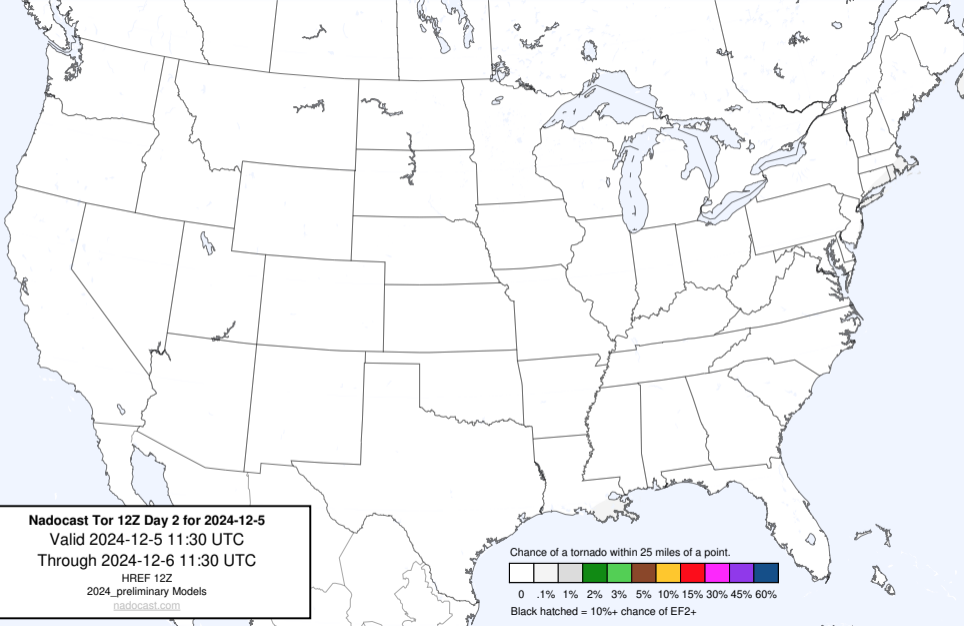 Nadocast Tor 12Z Day 2 for 2024-12-5
Valid 2024-12-5 11:30 UTC
Through 2024-12-6 11:30 UTC
HREF 12Z
2024_preliminary Models
nadocast.com
Chance of a tornado within 25 miles of a point.
0 .1% 1% 2% 3% 5% 10% 15% 30% 45% 60%
Black hatched = 10%+ chance of EF2+